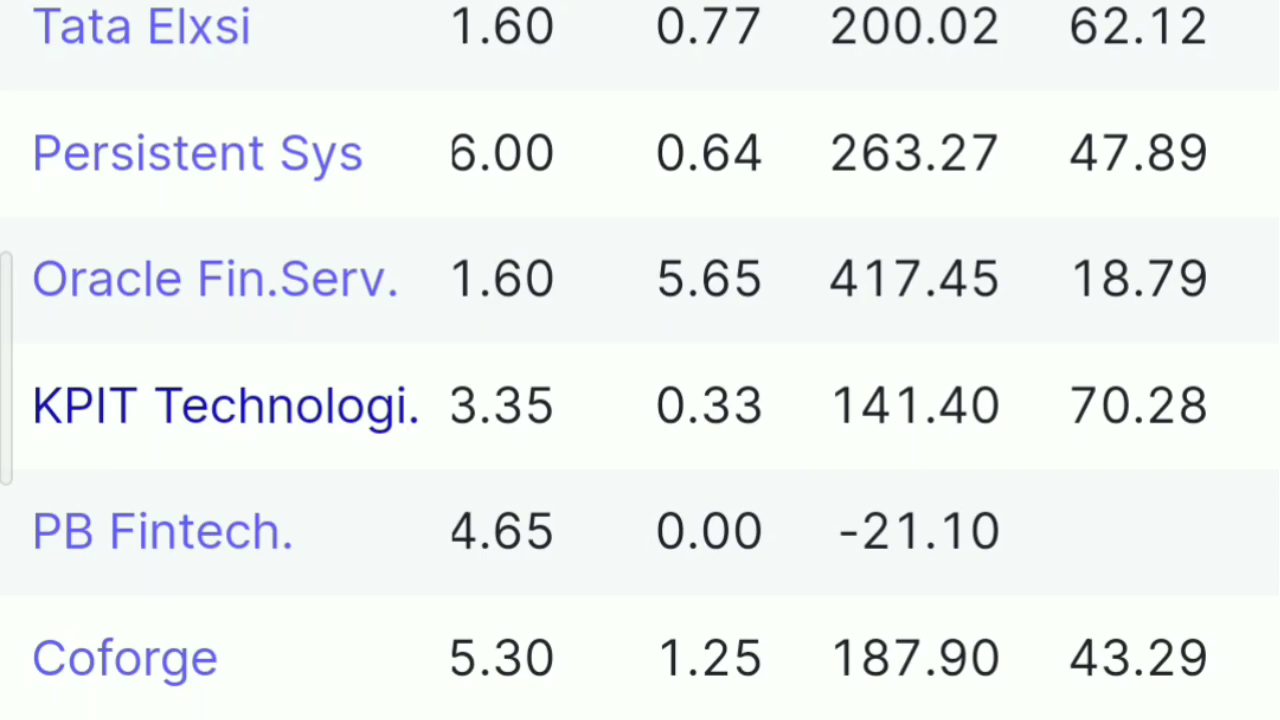 Tata Elxsi 1.60 0.77 200.02 62.12
Persistent Sys 6.00 0.64 263.27 47.89
Oracle Fin.Serv. 1.60 5.65 417.45 18.79
KPIT Technologi. 3.35 0.33 141.40 70.28
PB Fintech. 4.65 0.00 -21.10
Coforge 5.30 1.25 187.90 43.29